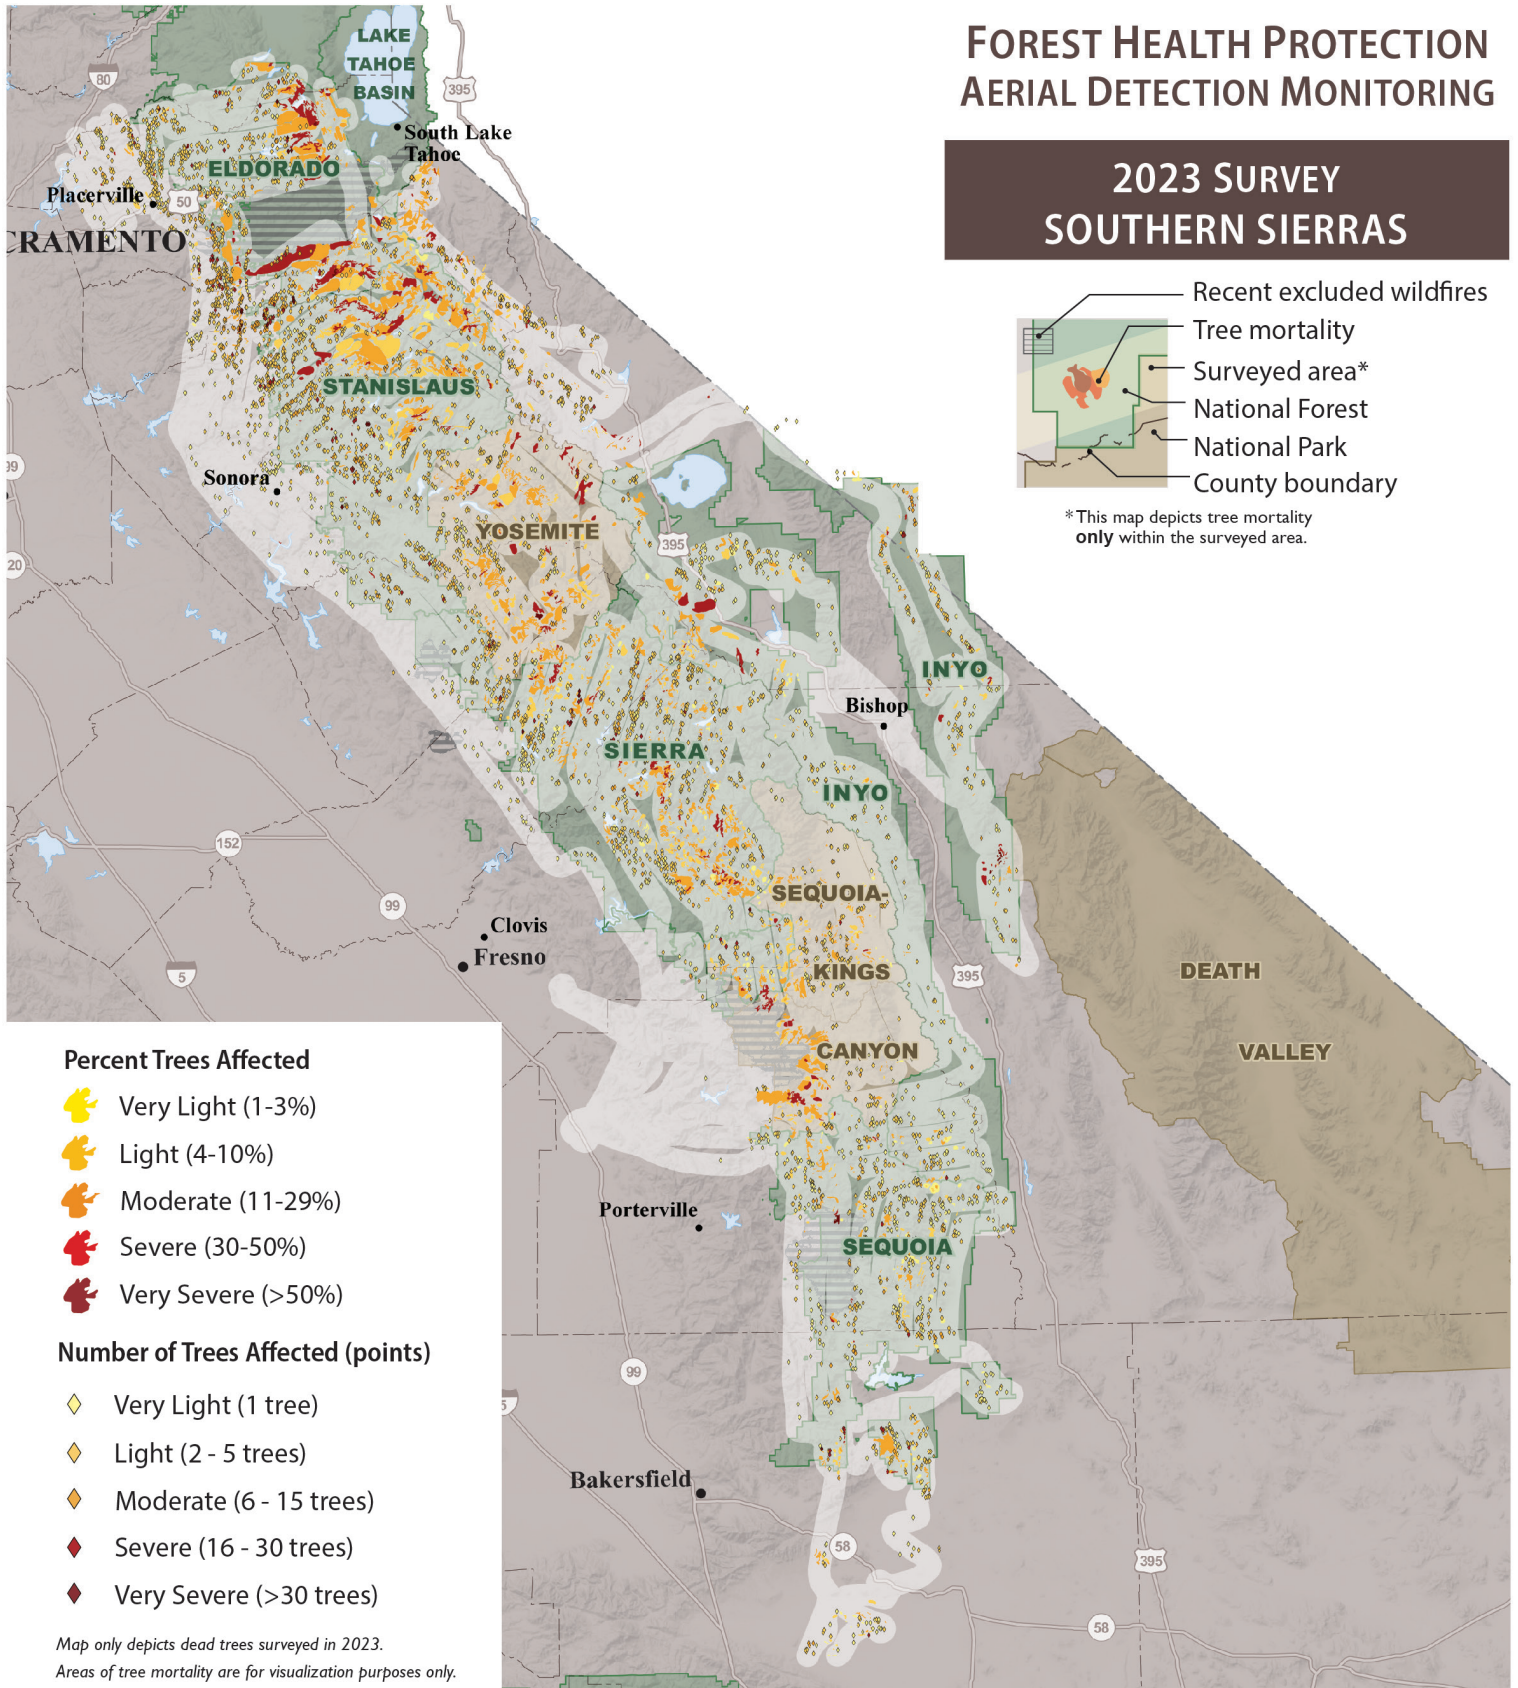 FOREST HEALTH PROTECTION
AERIAL DETECTION MONITORING
2023 SURVEY
SOUTHERN SIERRAS
Recent excluded wildfires
Tree mortality
Surveyed area*
National Forest
National Park
County boundary
* This map depicts tree mortality
only within the surveyed area.
LAKE
TAHOE
BASIN
80
395
South Lake
Tahoe
ELDORADO
Placerville
50
CRAMENTO
STANISLAUS
99
Sonora
YOSEMITE
395
20
INYO
Bishop
SIERRA
INYO
152
SEQUOIA-
99
Clovis
Fresno
KINGS
5
395
DEATH
CANYON
VALLEY
Porterville
SEQUOIA
99
5
Bakersfield
58
395
58
Percent Trees Affected
Very Light (1-3%)
Light (4-10%)
Moderate (11-29%)
Severe (30-50%)
Very Severe (>50%)
Number of Trees Affected (points)
Very Light (1 tree)
Light (2 - 5 trees)
Moderate (6 - 15 trees)
Severe (16 - 30 trees)
Very Severe (>30 trees)
Map only depicts dead trees surveyed in 2023.
Areas of tree mortality are for visualization purposes only.